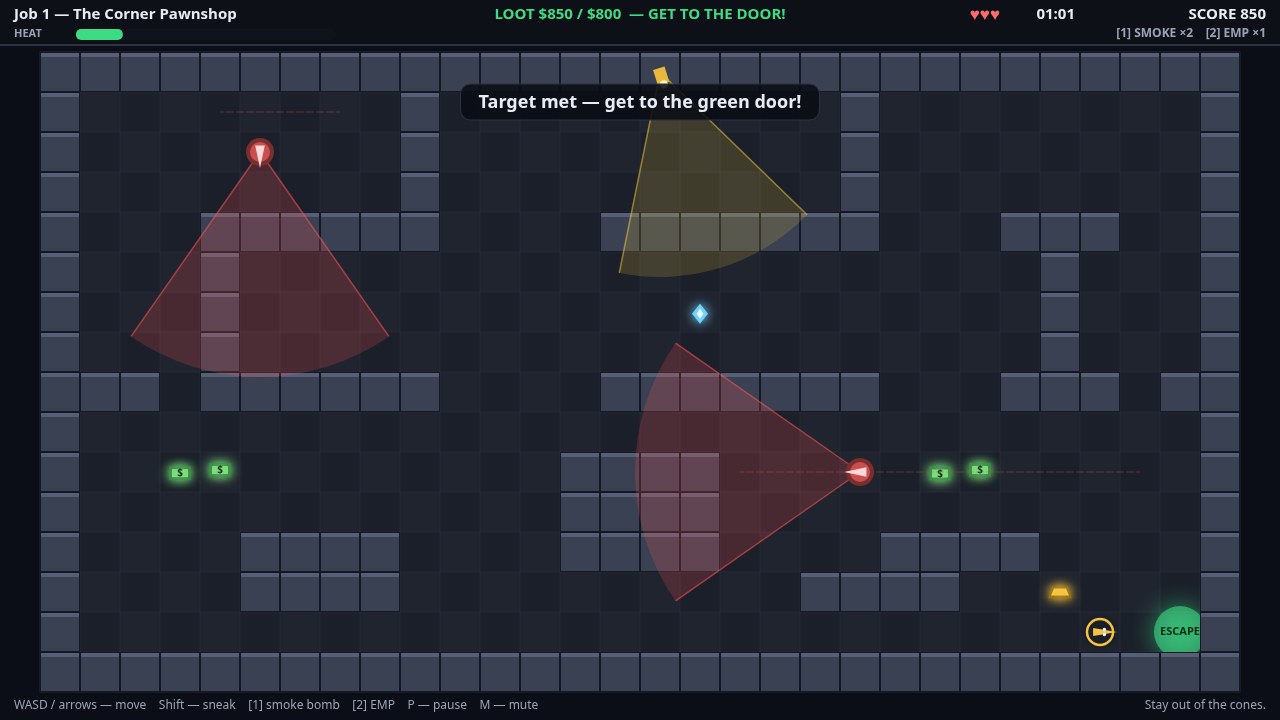 Job 1 — The Corner Pawnshop
LOOT $850 / $800 — GET TO THE DOOR!
♥♥♥
01:01
SCORE 850
HEAT
[1] SMOKE ×2 [2] EMP ×1
Target met — get to the green door!
$
$
$
$
ESCAPE
WASD / arrows — move Shift — sneak [1] smoke bomb [2] EMP P — pause M — mute
Stay out of the cones.